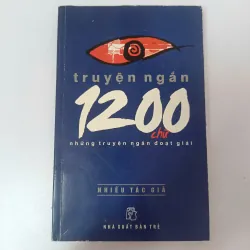 truyện ngắn
1200
chữ
những truyện ngắn đoạt giải
NHIỀU TÁC GIẢ
NHÀ XUẤT BẢN TRẺ